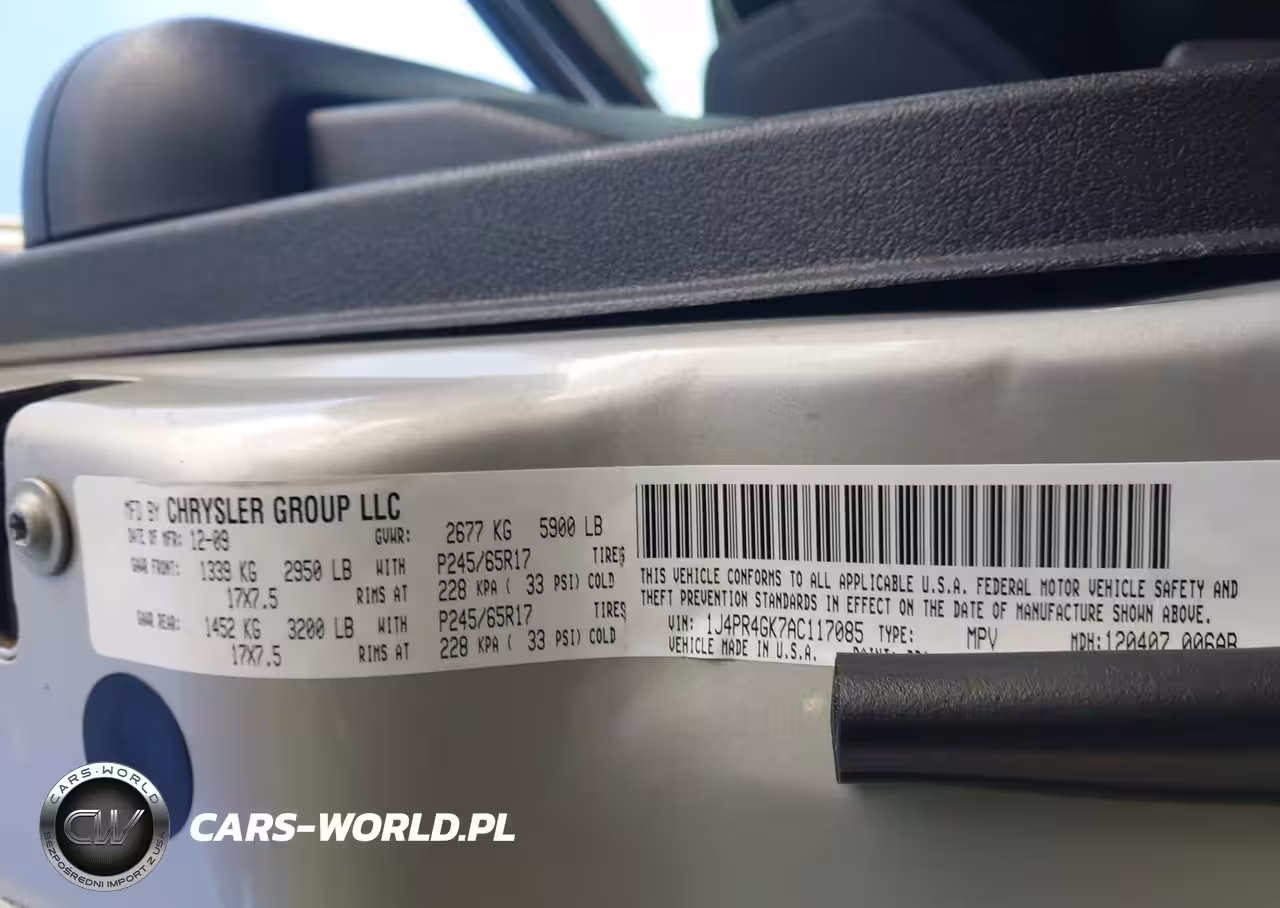 MFD BY CHRYSLER GROUP LLC
DATE OF MFR: 12-09 GVWR: 2677 KG 5900 LB
GAWR FRONT: 1339 KG 2950 LB WITH P245/65R17 TIRES
17X7.5 RIMS AT 228 KPA ( 33 PSI) COLD
GAWR REAR: 1452 KG 3200 LB WITH P245/65R17 TIRES
17X7.5 RIMS AT 228 KPA ( 33 PSI) COLD
THIS VEHICLE CONFORMS TO ALL APPLICABLE U.S.A. FEDERAL MOTOR VEHICLE SAFETY AND
THEFT PREVENTION STANDARDS IN EFFECT ON THE DATE OF MANUFACTURE SHOWN ABOVE.
VIN: 1J4PR4GK7AC117085 TYPE: MPV MDH:120407 006AB
VEHICLE MADE IN U.S.A.
CARS-WORLD
CW
BEZPOŚREDNI IMPORT Z USA
CARS-WORLD.PL